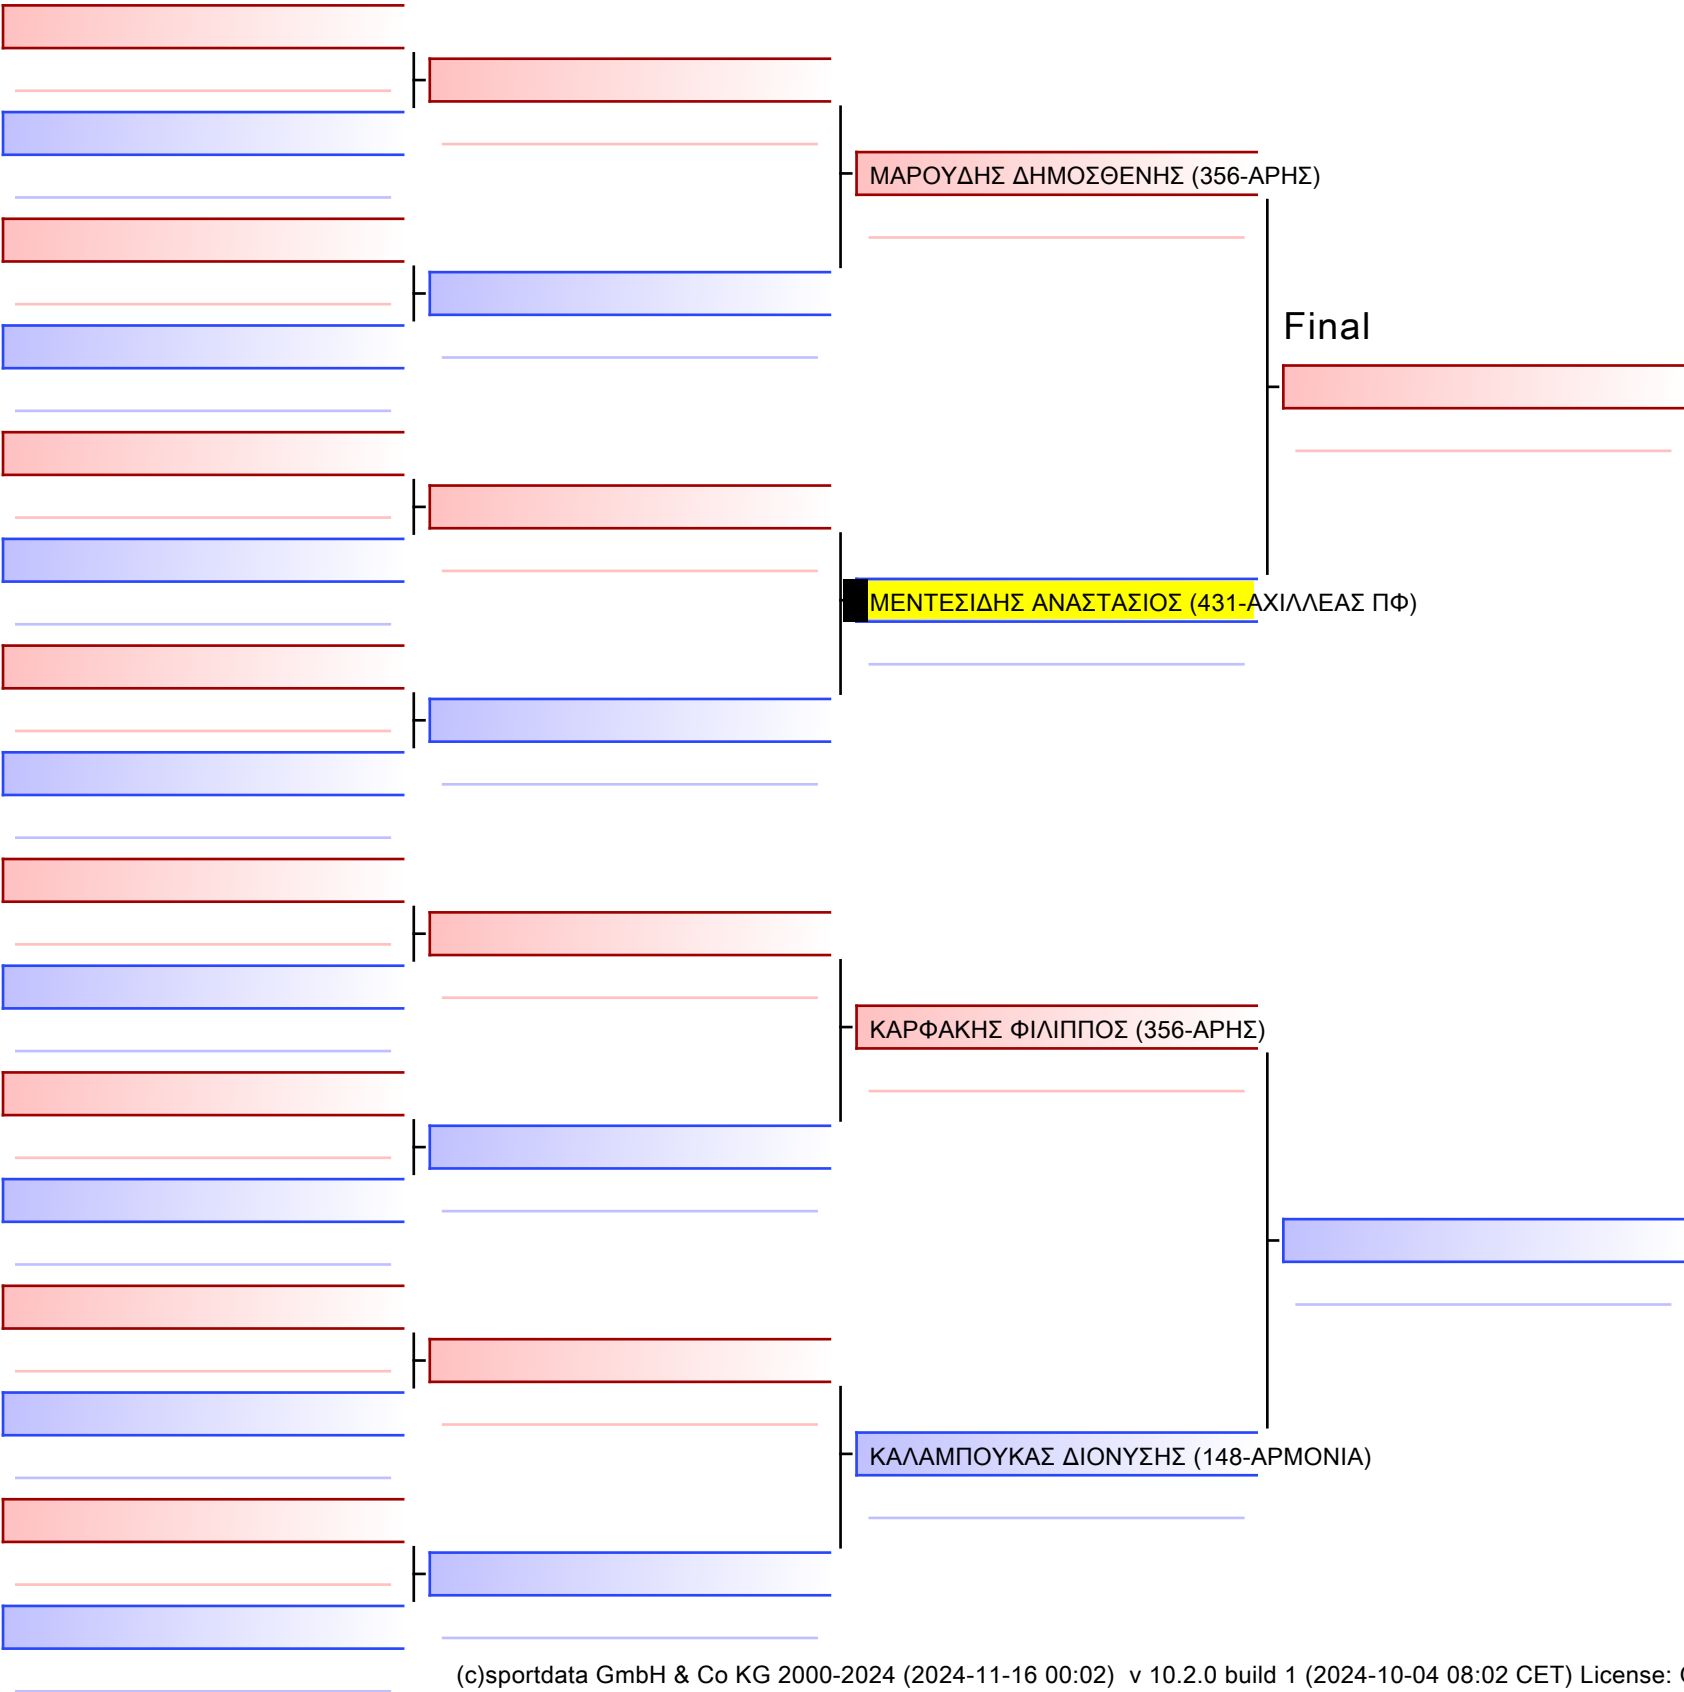 ΜΑΡΟΥΔΗΣ ΔΗΜΟΣΘΕΝΗΣ (356-ΑΡΗΣ)
Final
ΜΕΝΤΕΣΙΔΗΣ ΑΝΑΣΤΑΣΙΟΣ (431-ΑΧΙΛΛΕΑΣ ΠΦ)
ΚΑΡΦΑΚΗΣ ΦΙΛΙΠΠΟΣ (356-ΑΡΗΣ)
ΚΑΛΑΜΠΟΥΚΑΣ ΔΙΟΝΥΣΗΣ (148-ΑΡΜΟΝΙΑ)
(c)sportdata GmbH & Co KG 2000-2024 (2024-11-16 00:02) v 10.2.0 build 1 (2024-10-04 08:02 CET) License: